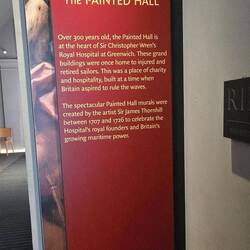 THE PAINTED HALL
Over 300 years old, the Painted Hall is
at the heart of Sir Christopher Wren's
Royal Hospital at Greenwich. These grand
buildings were once home to injured and
retired sailors. This was a place of charity
and hospitality, built at a time when
Britain aspired to rule the waves.
The spectacular Painted Hall murals were
created by the artist Sir James Thornhill
between 1707 and 1726 to celebrate the
Hospital's royal founders and Britain's
growing maritime power.